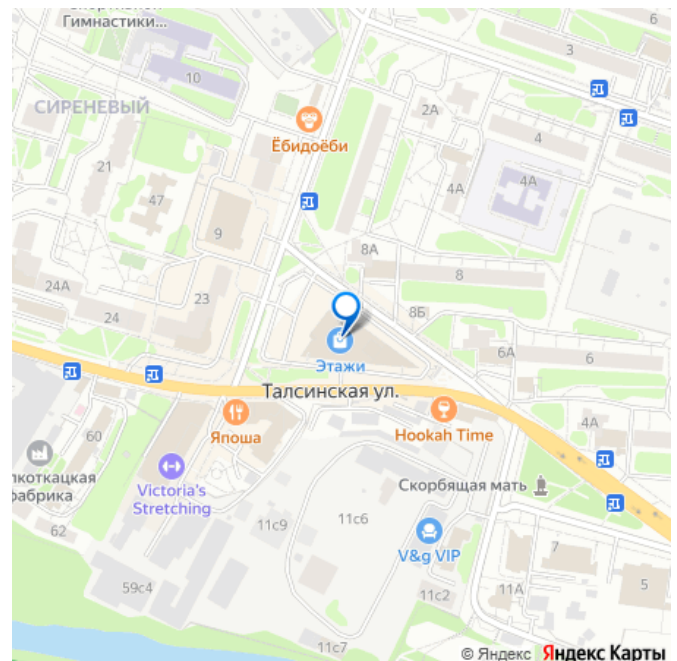 Гимнастики...
6
3
10
СИРЕНЕВЫЙ
2А
Ёбидоёби
4
21
4А
4А
47
9
8А
8
24А
23
8Б
24
6А
6
Этажи
Талсинская ул.
4А
60
Япоша
Hookah Time
лкоткацкая
фабрика
Victoria's
Stretching
Скорбящая мать
11с9
11с6
62
V&g VIP
7
5
59с4
11с2
11А
11с7
© Яндекс Яндекс Карты